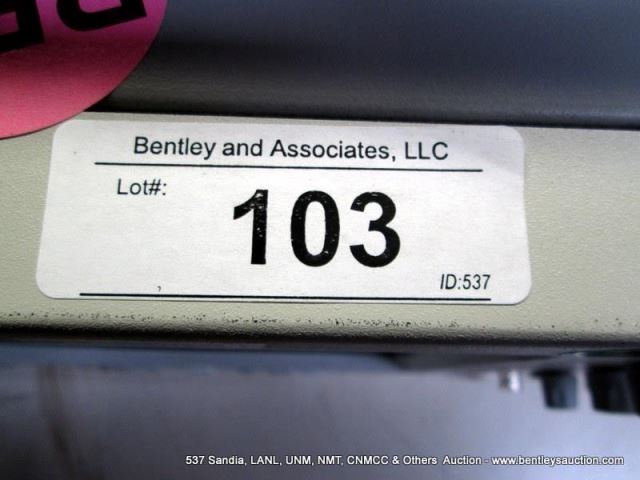 Bentley and Associates, LLC
Lot#:
103
ID:537
537 Sandia, LANL, UNM, NMT, CNMCC & Others Auction - www.bentleysauction.com